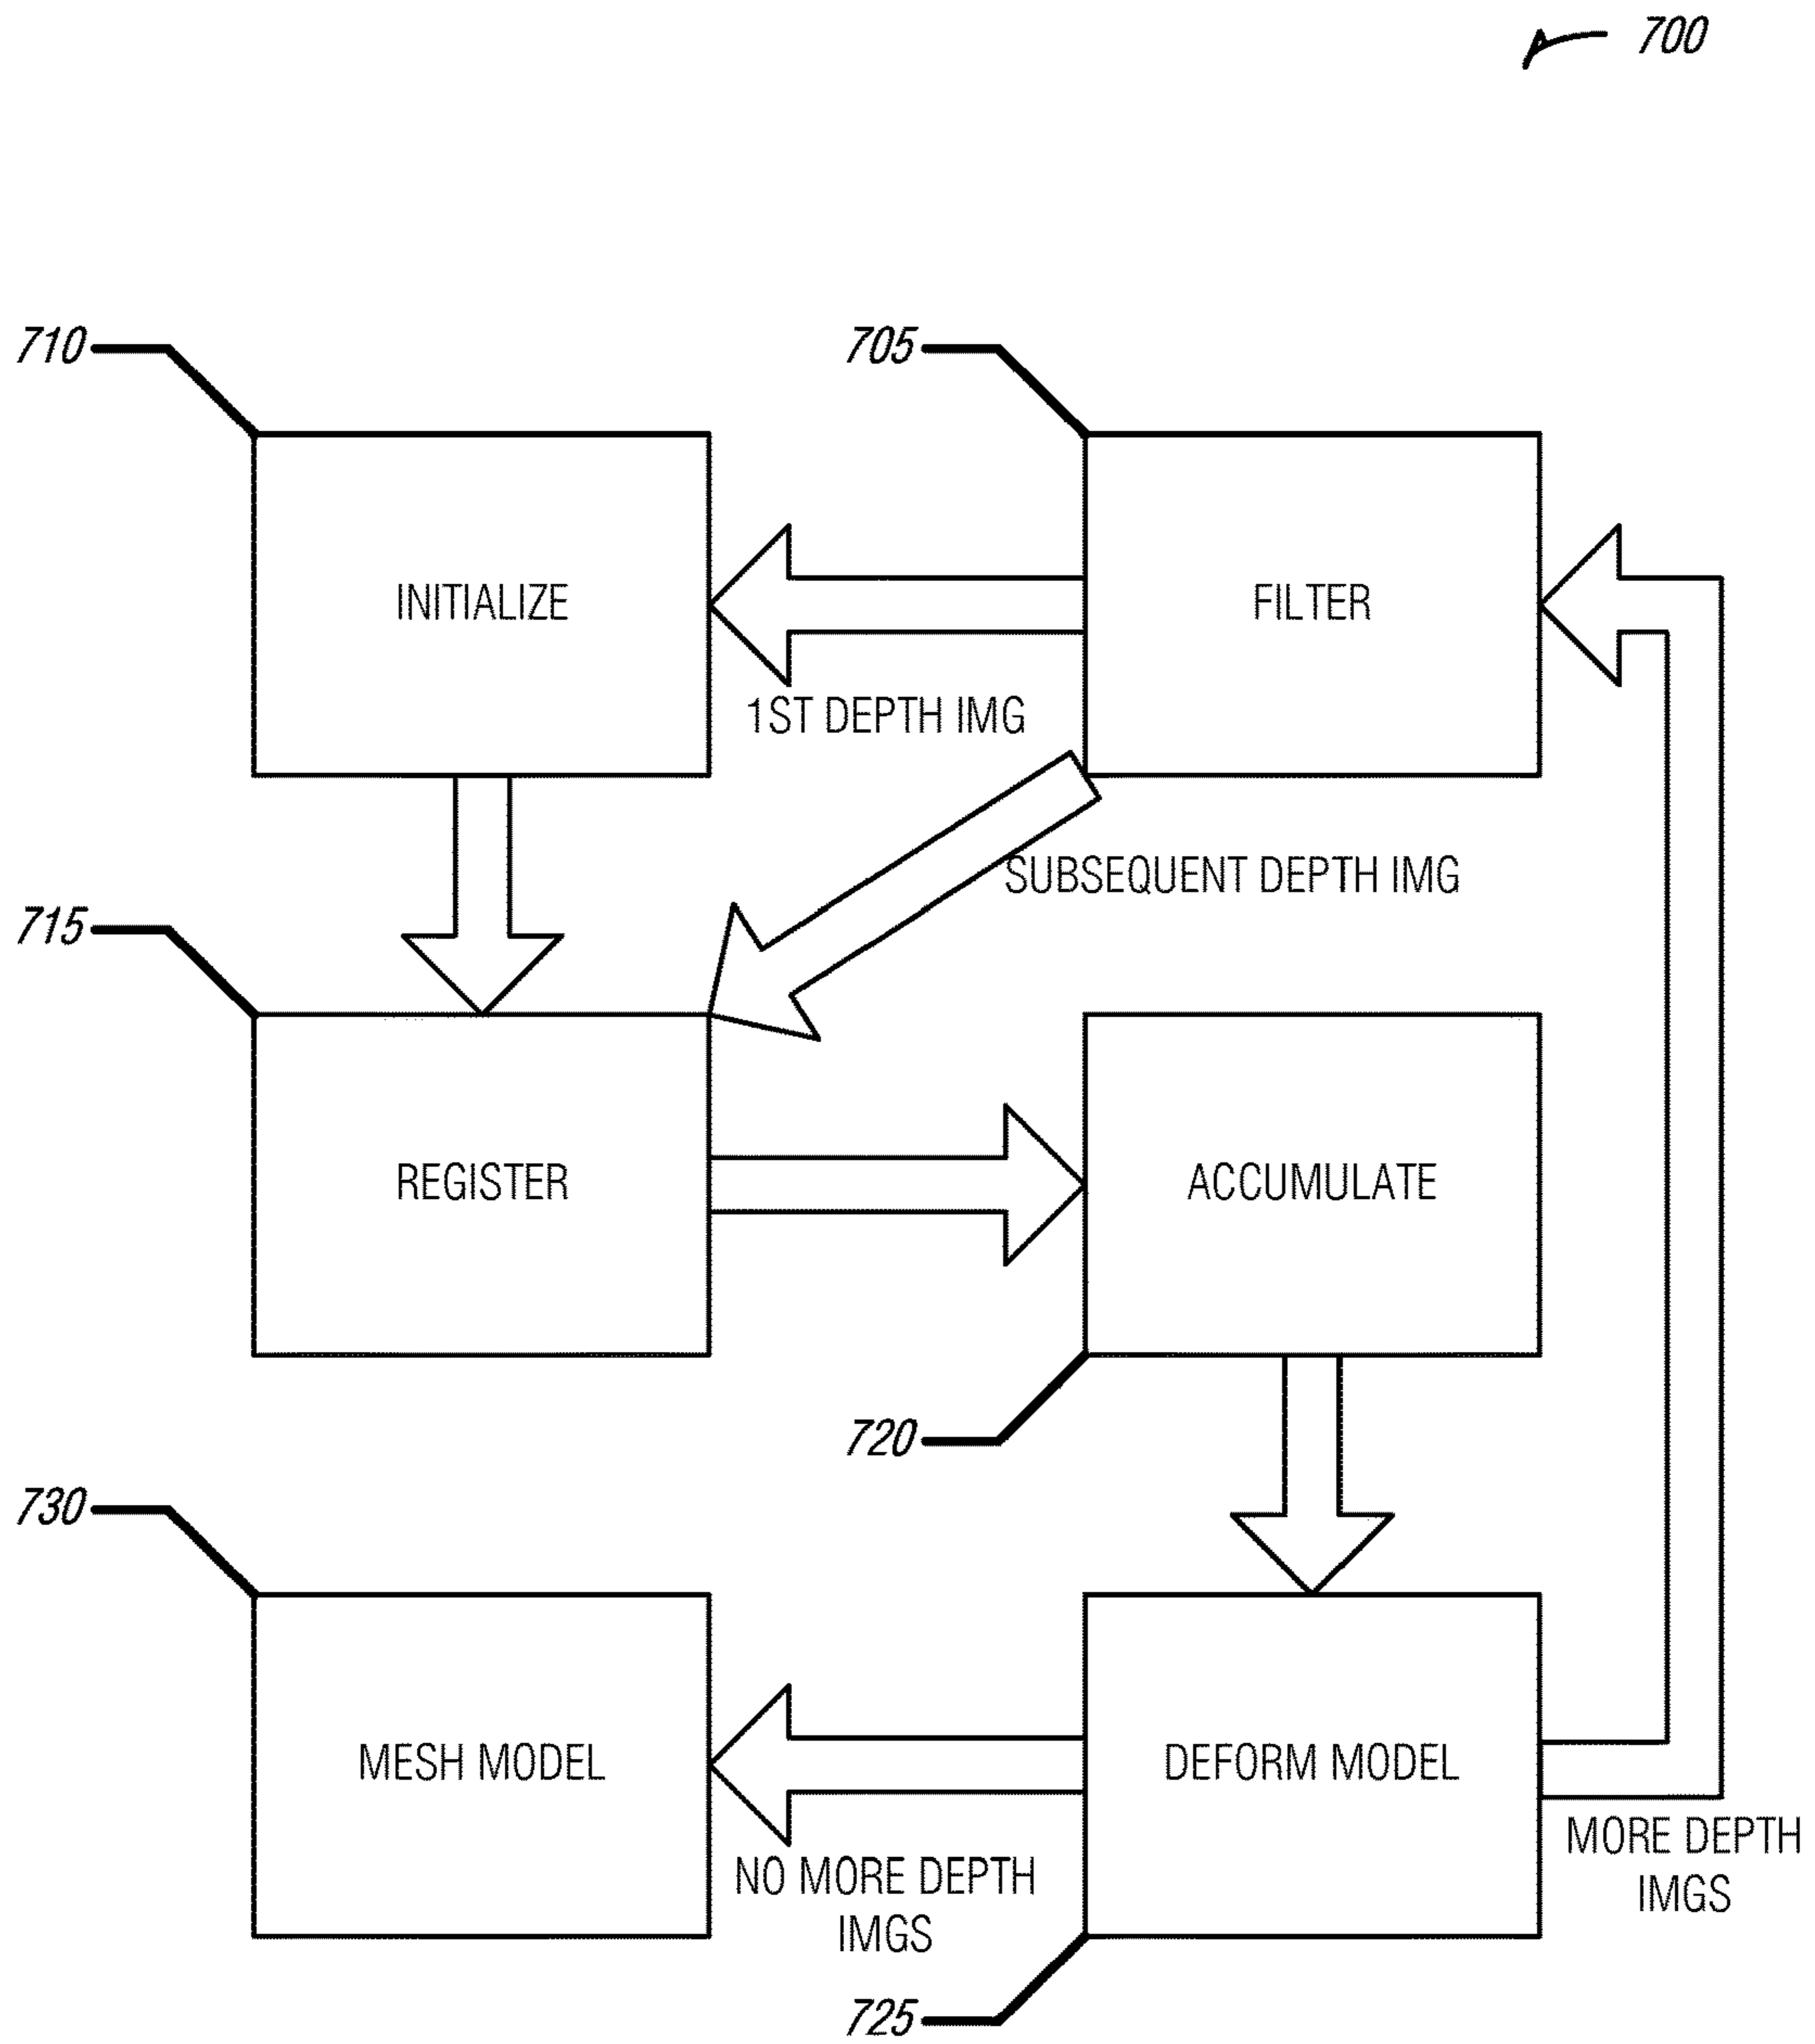 700
710
705
INITIALIZE
FILTER
1ST DEPTH IMG
SUBSEQUENT DEPTH IMG
715
REGISTER
ACCUMULATE
720
730
MESH MODEL
DEFORM MODEL
NO MORE DEPTH
IMGS
MORE DEPTH
IMGS
725